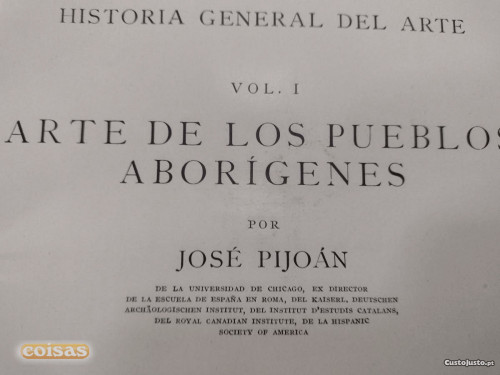 HISTORIA GENERAL DEL ARTE
VOL. I
ARTE DE LOS PUEBLOS
ABORÍGENES
POR
JOSÉ PIJOÁN
DE LA UNIVERSIDAD DE CHICAGO, EX DIRECTOR
DE LA ESCUELA DE ESPAÑA EN ROMA, DEL KAISERL. DEUTSCHEN
ARCHÄOLOGISCHEN INSTITUT, DEL INSTITUT D'ESTUDIS CATALANS,
DEL ROYAL CANADIAN INSTITUTE, DE LA HISPANIC
SOCIETY OF AMERICA
coisas
CustoJusto.pt